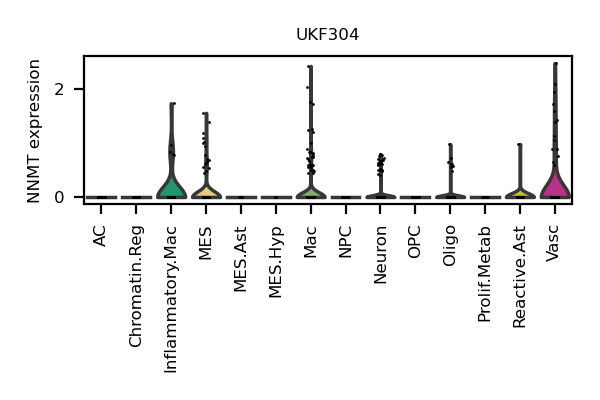 UKF304
NNMT expression
2
0
AC
Chromatin.Reg
Inflammatory.Mac
MES
MES.Ast
MES.Hyp
Mac
NPC
Neuron
OPC
Oligo
Prolif.Metab
Reactive.Ast
Vasc